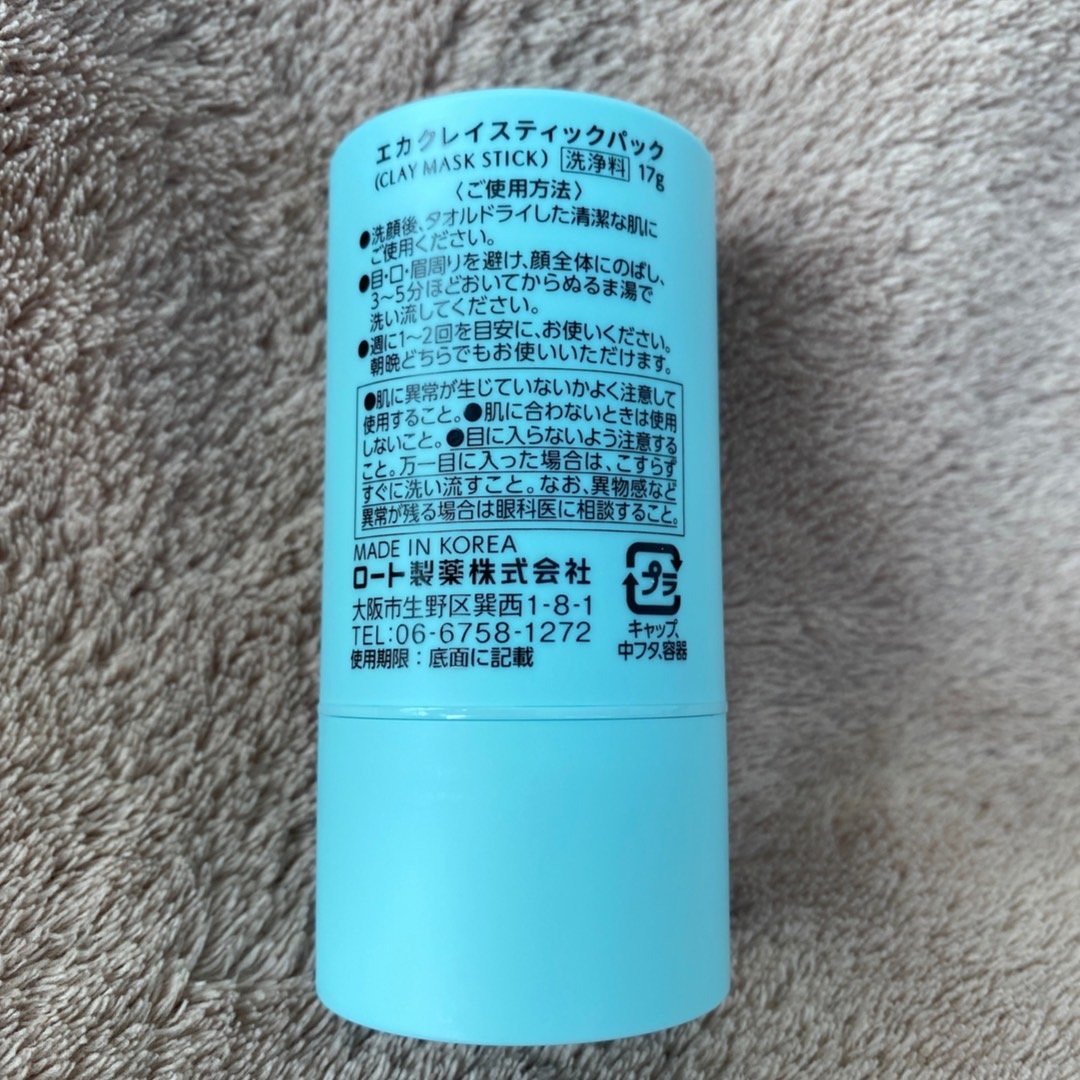 エカクレイスティックパック
(CLAY MASK STICK) 洗浄料 17g
〈ご使用方法〉
●洗顔後、タオルドライした清潔な肌に
ご使用ください。
●目・口・眉周りを避け、顔全体にのばし、
3〜5分ほどおいてからぬるま湯で
洗い流してください。
●週に1〜2回を目安に、お使いください。
朝晩どちらでもお使いいただけます。
●肌に異常が生じていないかよく注意して
使用すること。●肌に合わないときは使用
しないこと。●目に入らないよう注意する
こと。万一目に入った場合は、こすらず
すぐに洗い流すこと。なお、異物感など
異常が残る場合は眼科医に相談すること。
MADE IN KOREA
ロート製薬株式会社
大阪市生野区巽西1-8-1
TEL:06-6758-1272
使用期限：底面に記載
プラ
キャップ、
中フタ、容器